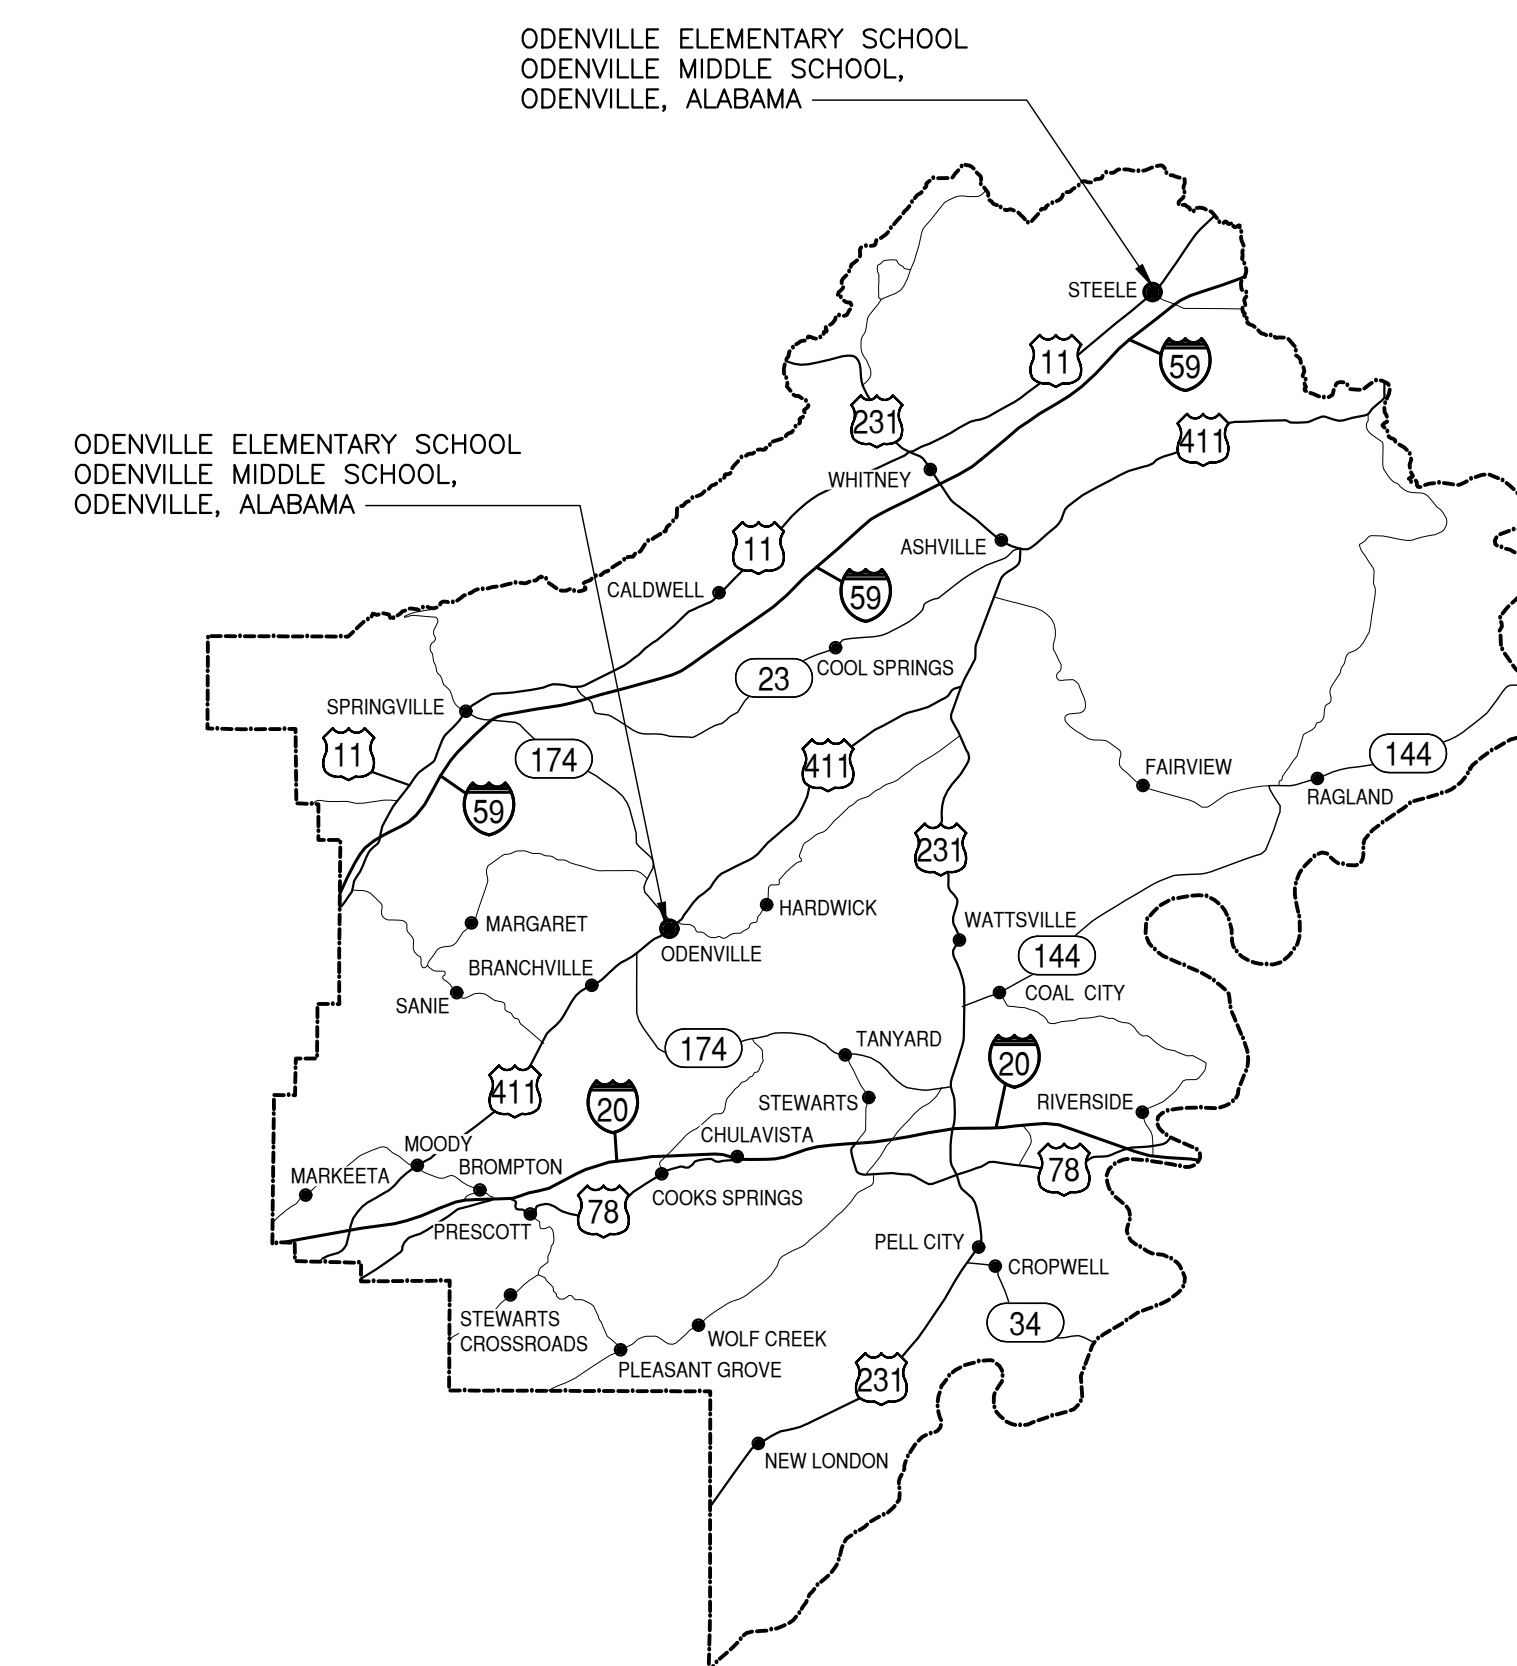 ODENVILLE ELEMENTARY SCHOOL
ODENVILLE MIDDLE SCHOOL,
ODENVILLE, ALABAMA
STEELE
11
59
231
411
ODENVILLE ELEMENTARY SCHOOL
ODENVILLE MIDDLE SCHOOL,
ODENVILLE, ALABAMA
WHITNEY
11
ASHVILLE
CALDWELL
59
COOL SPRINGS
23
SPRINGVILLE
11
174
411
144
FAIRVIEW
RAGLAND
59
231
HARDWICK
MARGARET
WATTSVILLE
ODENVILLE
144
BRANCHVILLE
COAL CITY
SANIE
174
TANYARD
20
411
20
STEWARTS
RIVERSIDE
CHULAVISTA
MOODY
BROMPTON
78
MARKEETA
COOKS SPRINGS
78
PRESCOTT
PELL CITY
CROPWELL
STEWARTS
CROSSROADS
34
WOLF CREEK
PLEASANT GROVE
231
NEW LONDON